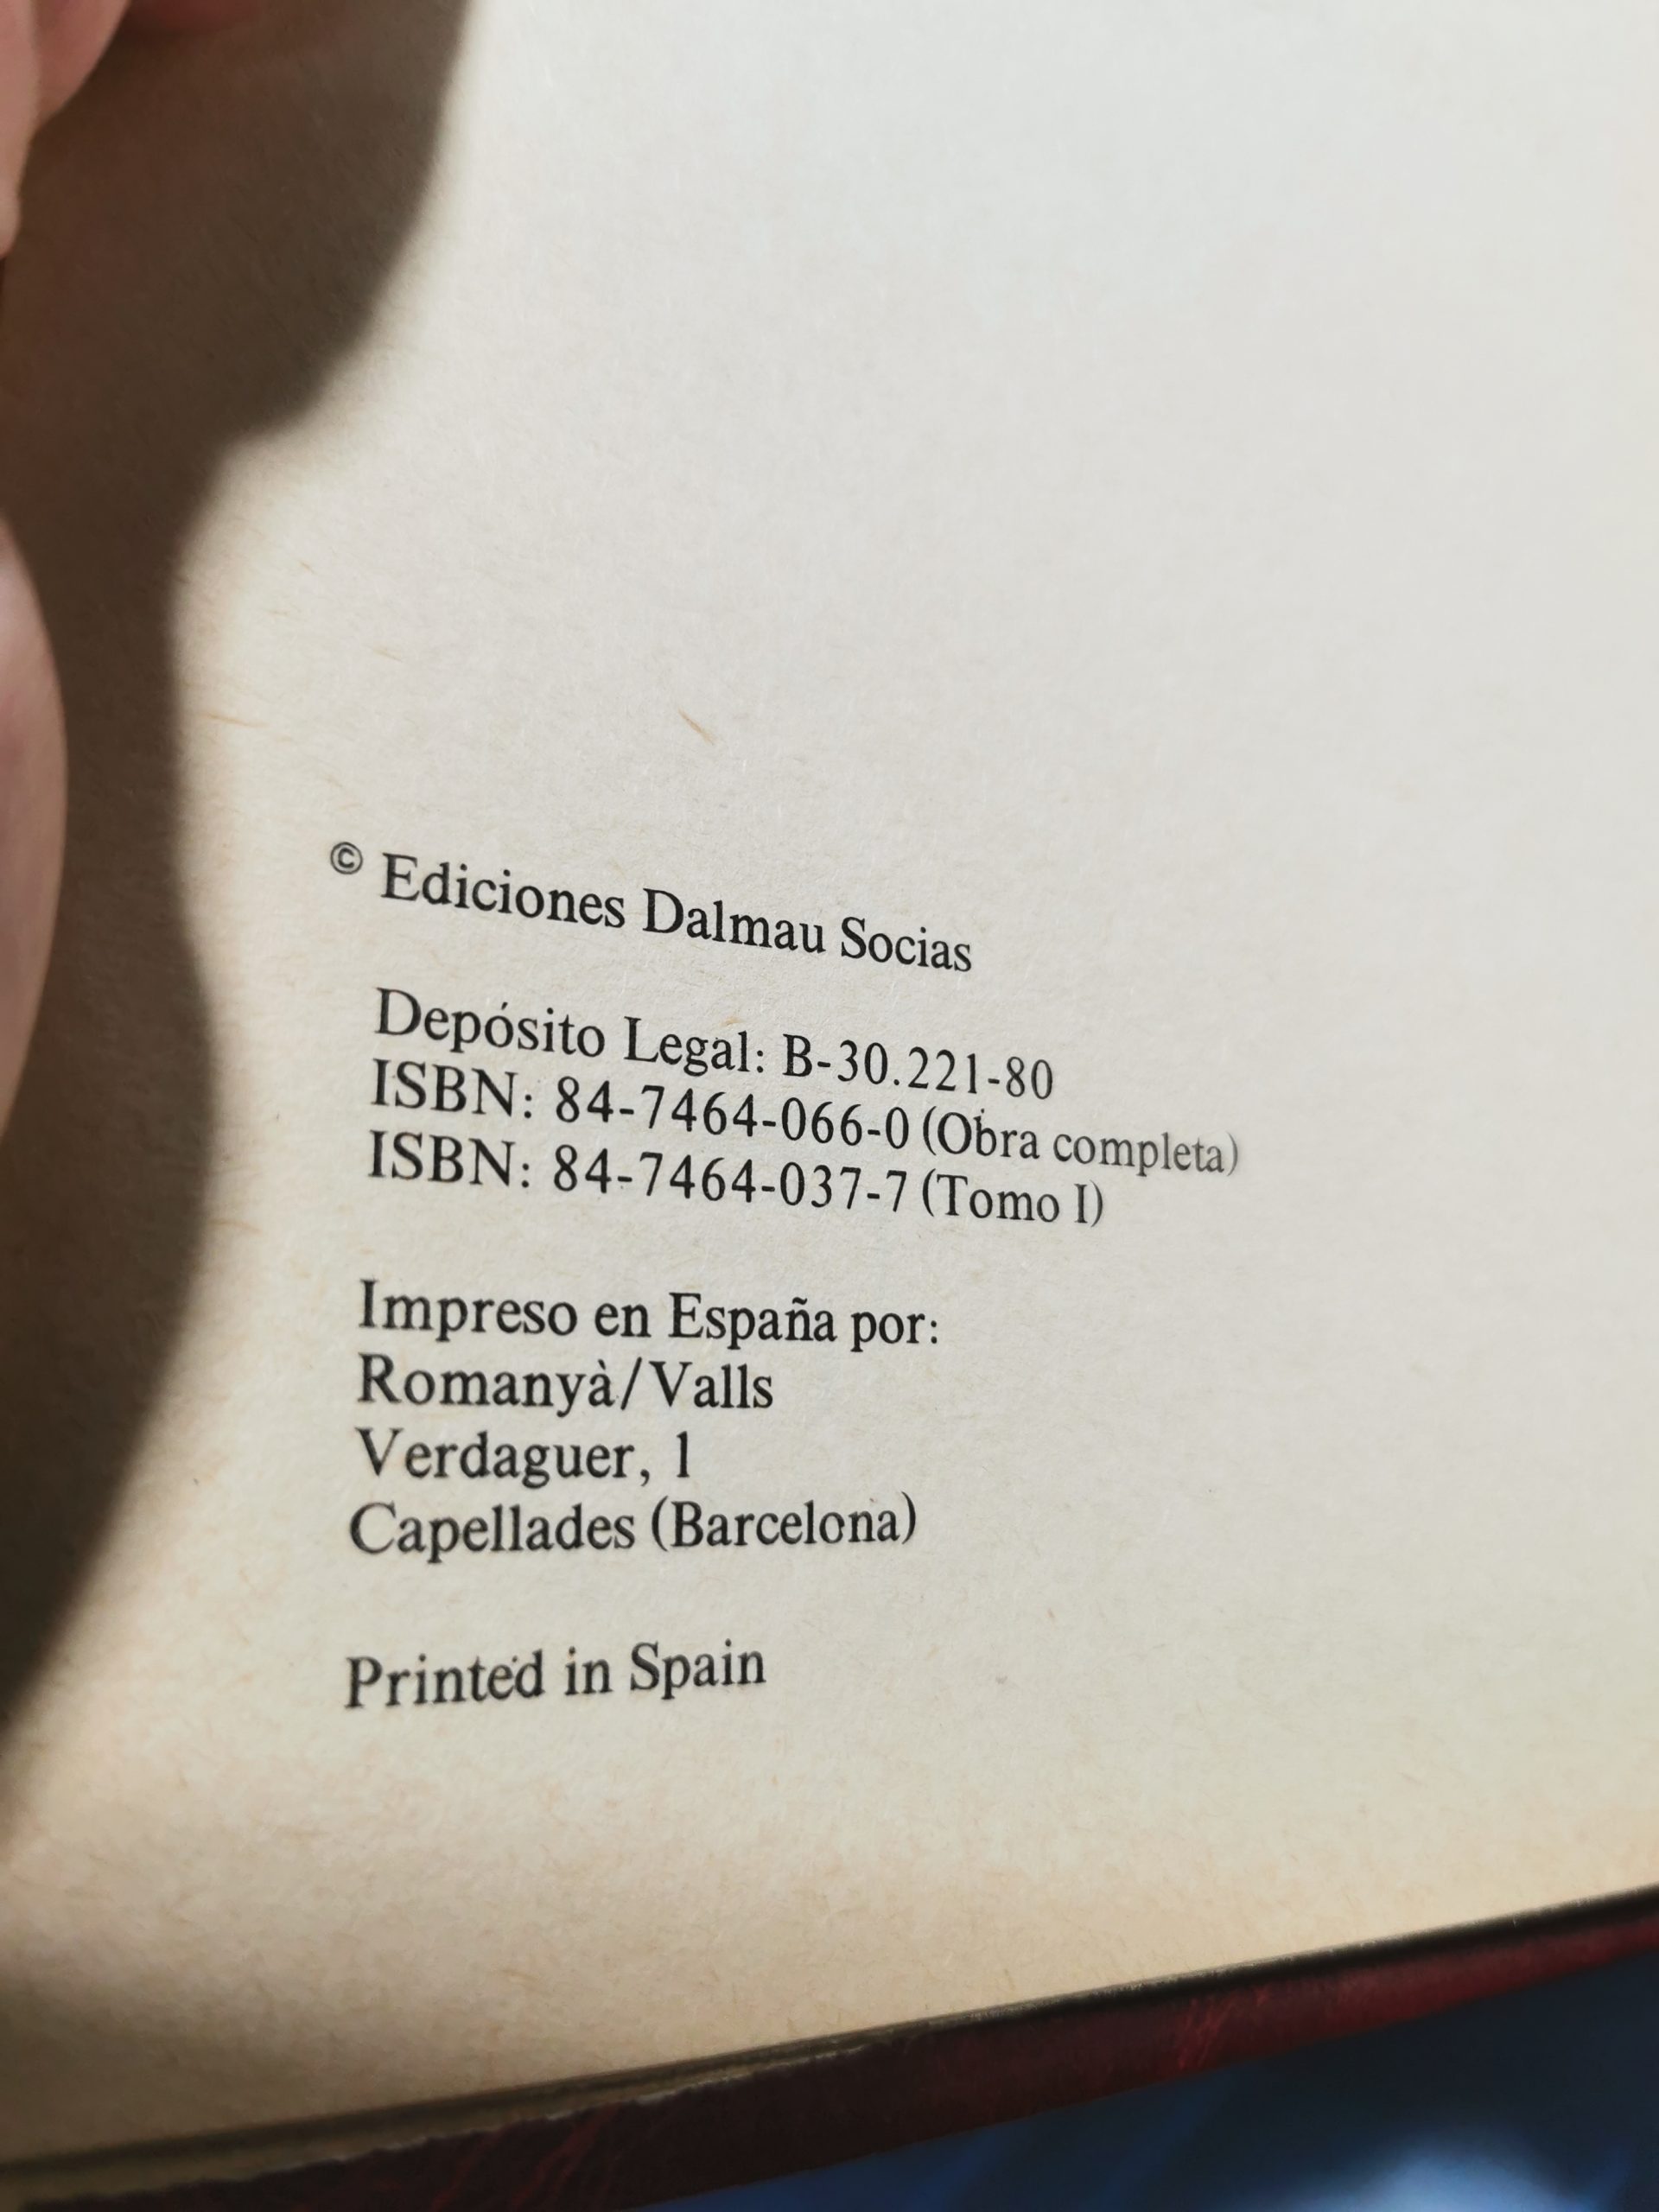 © Ediciones Dalmau Socias
Depósito Legal: B-30.221-80
ISBN: 84-7464-066-0 (Obra completa)
ISBN: 84-7464-037-7 (Tomo I)
Impreso en España por:
Romanyà/Valls
Verdaguer, 1
Capellades (Barcelona)
Printed in Spain